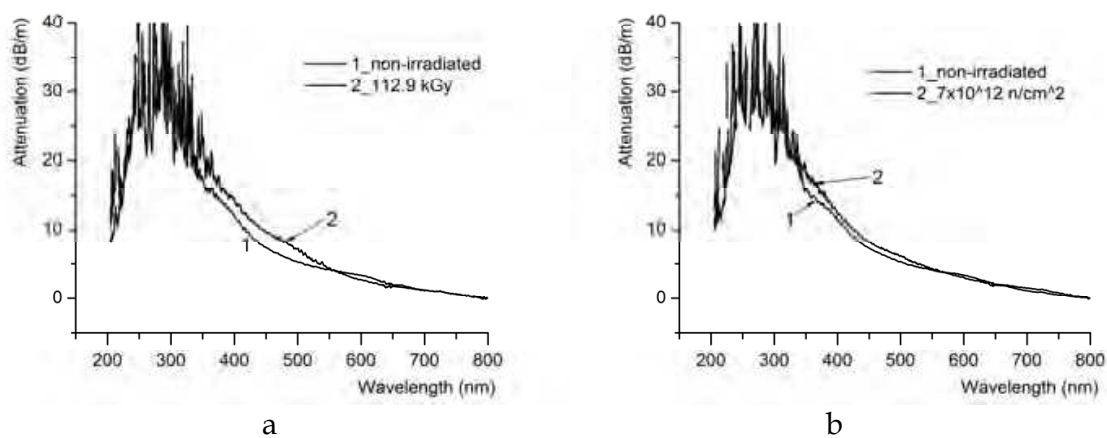 40
30
20
10
0
Attenuation (dB/m)
1_non-irradiated
2_112.9 kGy
1
2
200 300 400 500 600 700 800
Wavelength (nm)
a
40
30
20
10
0
Attenuation (dB/m)
1_non-irradiated
2_7x10^12 n/cm^2
2
1
200 300 400 500 600 700 800
Wavelength (nm)
b